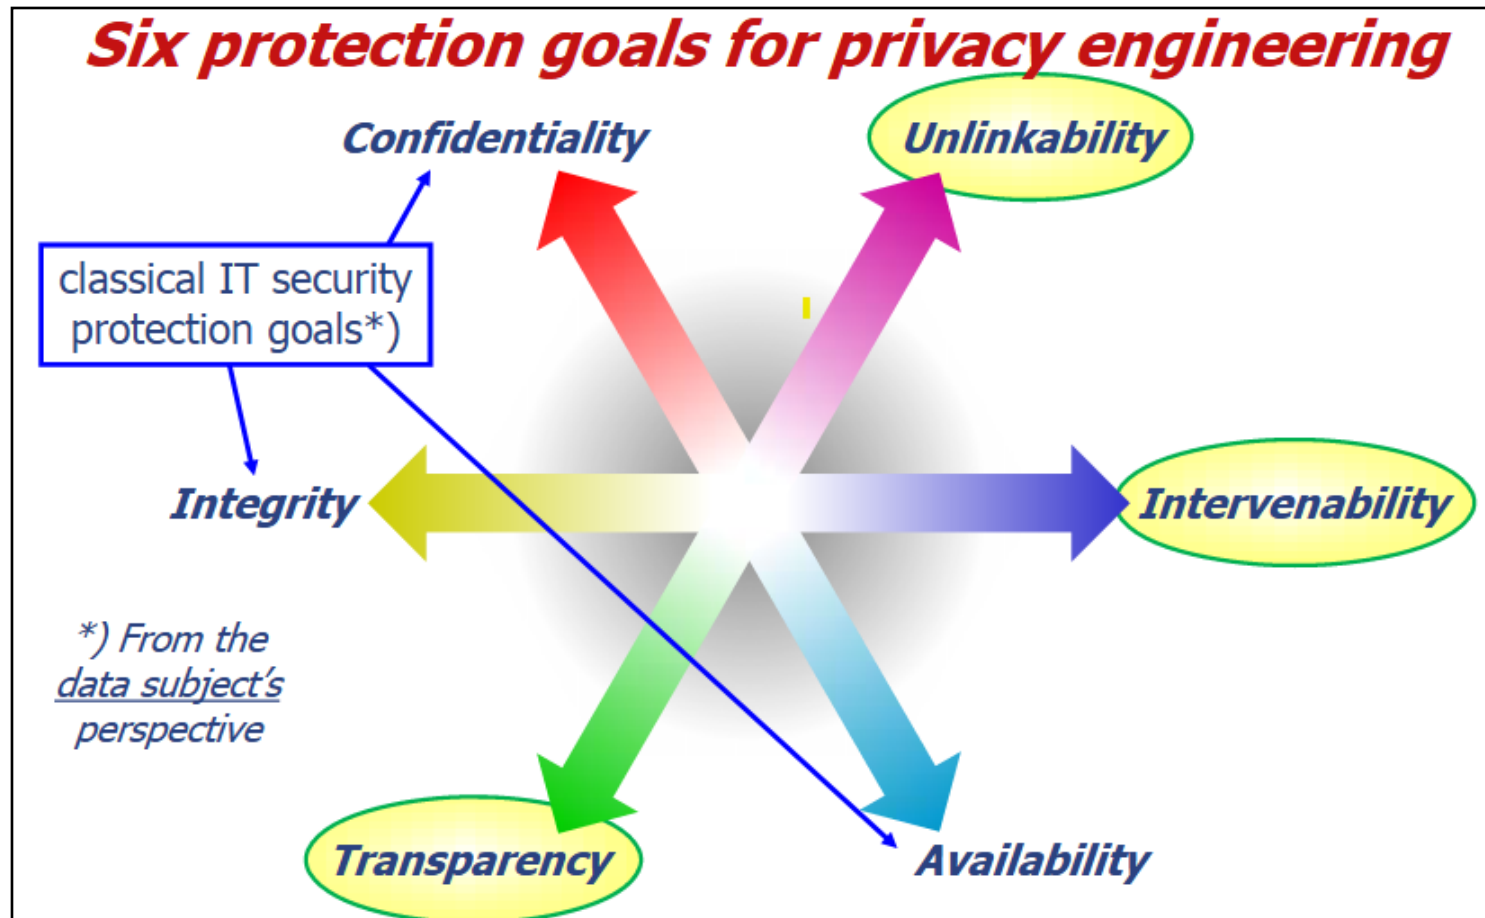 Six protection goals for privacy engineering
Confidentiality
Unlinkability
classical IT security
protection goals*)
Integrity
Intervenability
*) From the
data subject's
perspective
Transparency
Availability